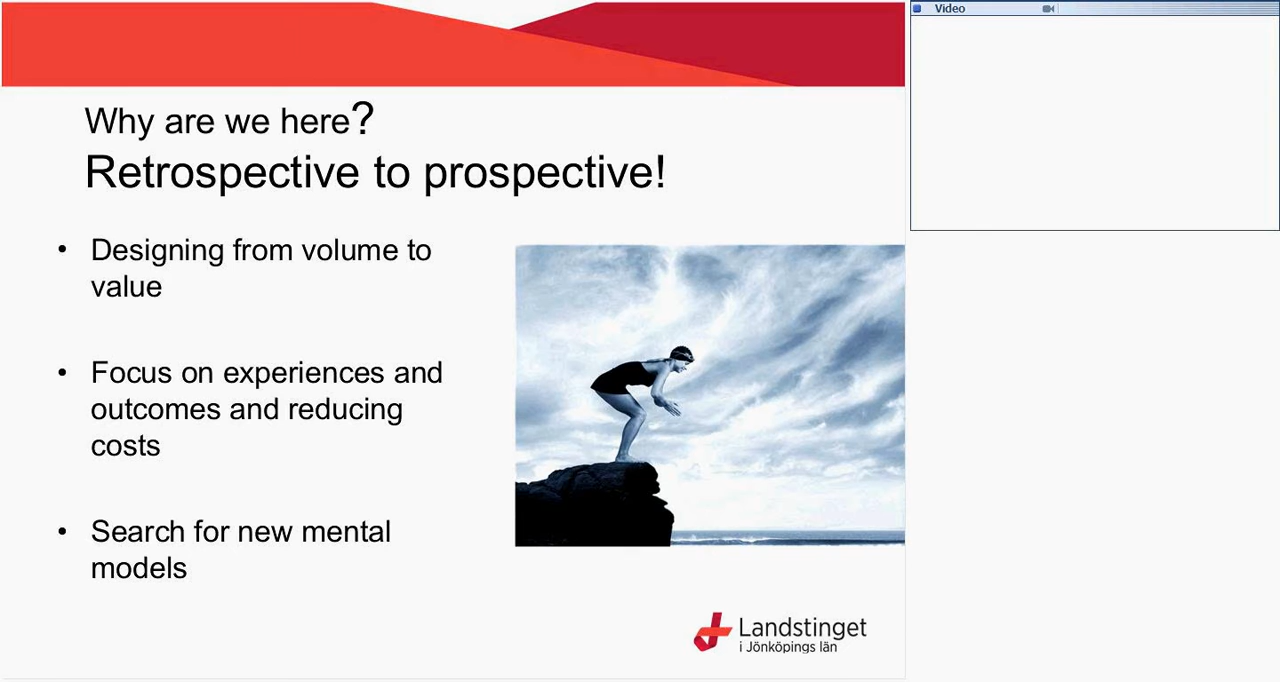 Why are we here?
Retrospective to prospective!
• Designing from volume to
value
• Focus on experiences and
outcomes and reducing
costs
• Search for new mental
models
Landstinget
i Jönköpings län
Video